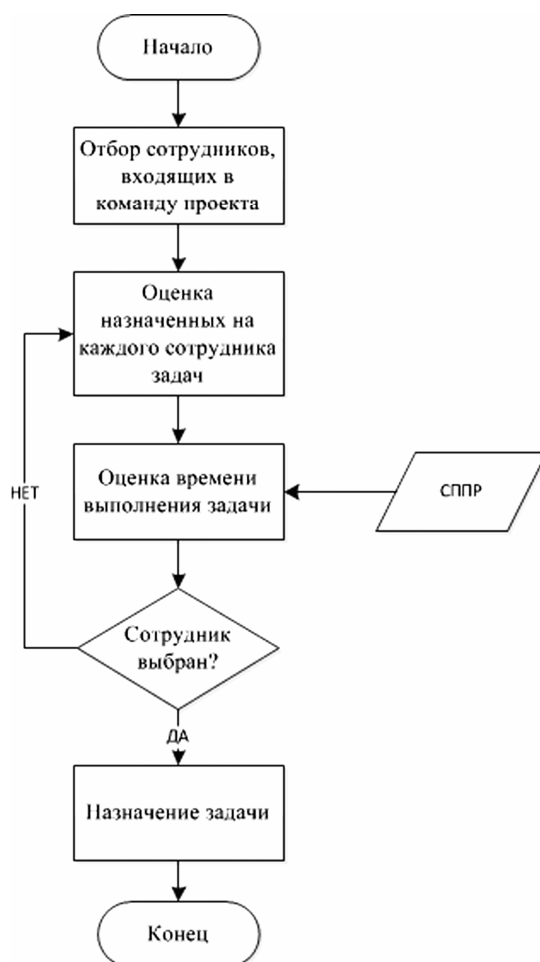 Начало
Отбор сотрудников,
входящих в
команду проекта
Оценка
назначенных на
каждого сотрудника
задач
Оценка времени
выполнения задачи
СППР
НЕТ
Сотрудник
выбран?
ДА
Назначение задачи
Конец